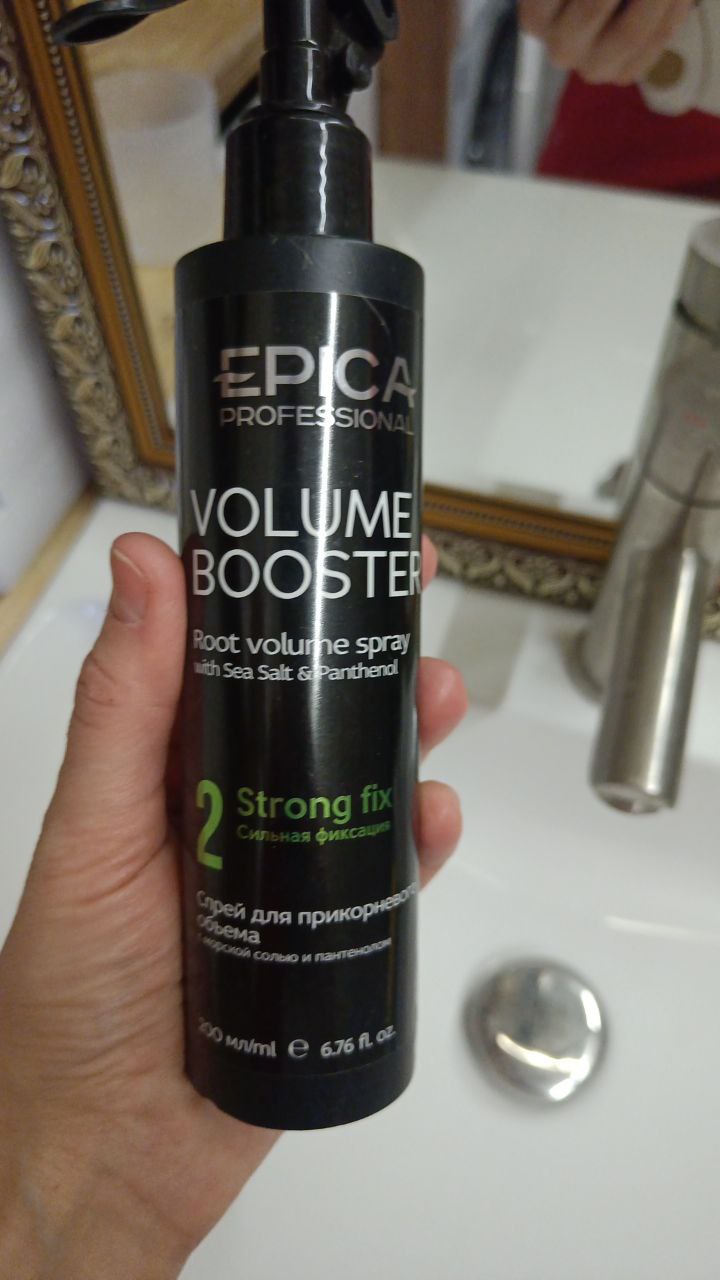 EPICA
PROFESSIONAL
VOLUME
BOOSTER
Root volume spray
with Sea Salt & Panthenol
2 Strong fix
Сильная фиксация
Спрей для прикорневого
объема
с морской солью и пантенолом
200 мл/ml ℮ 6.76 fl. oz.